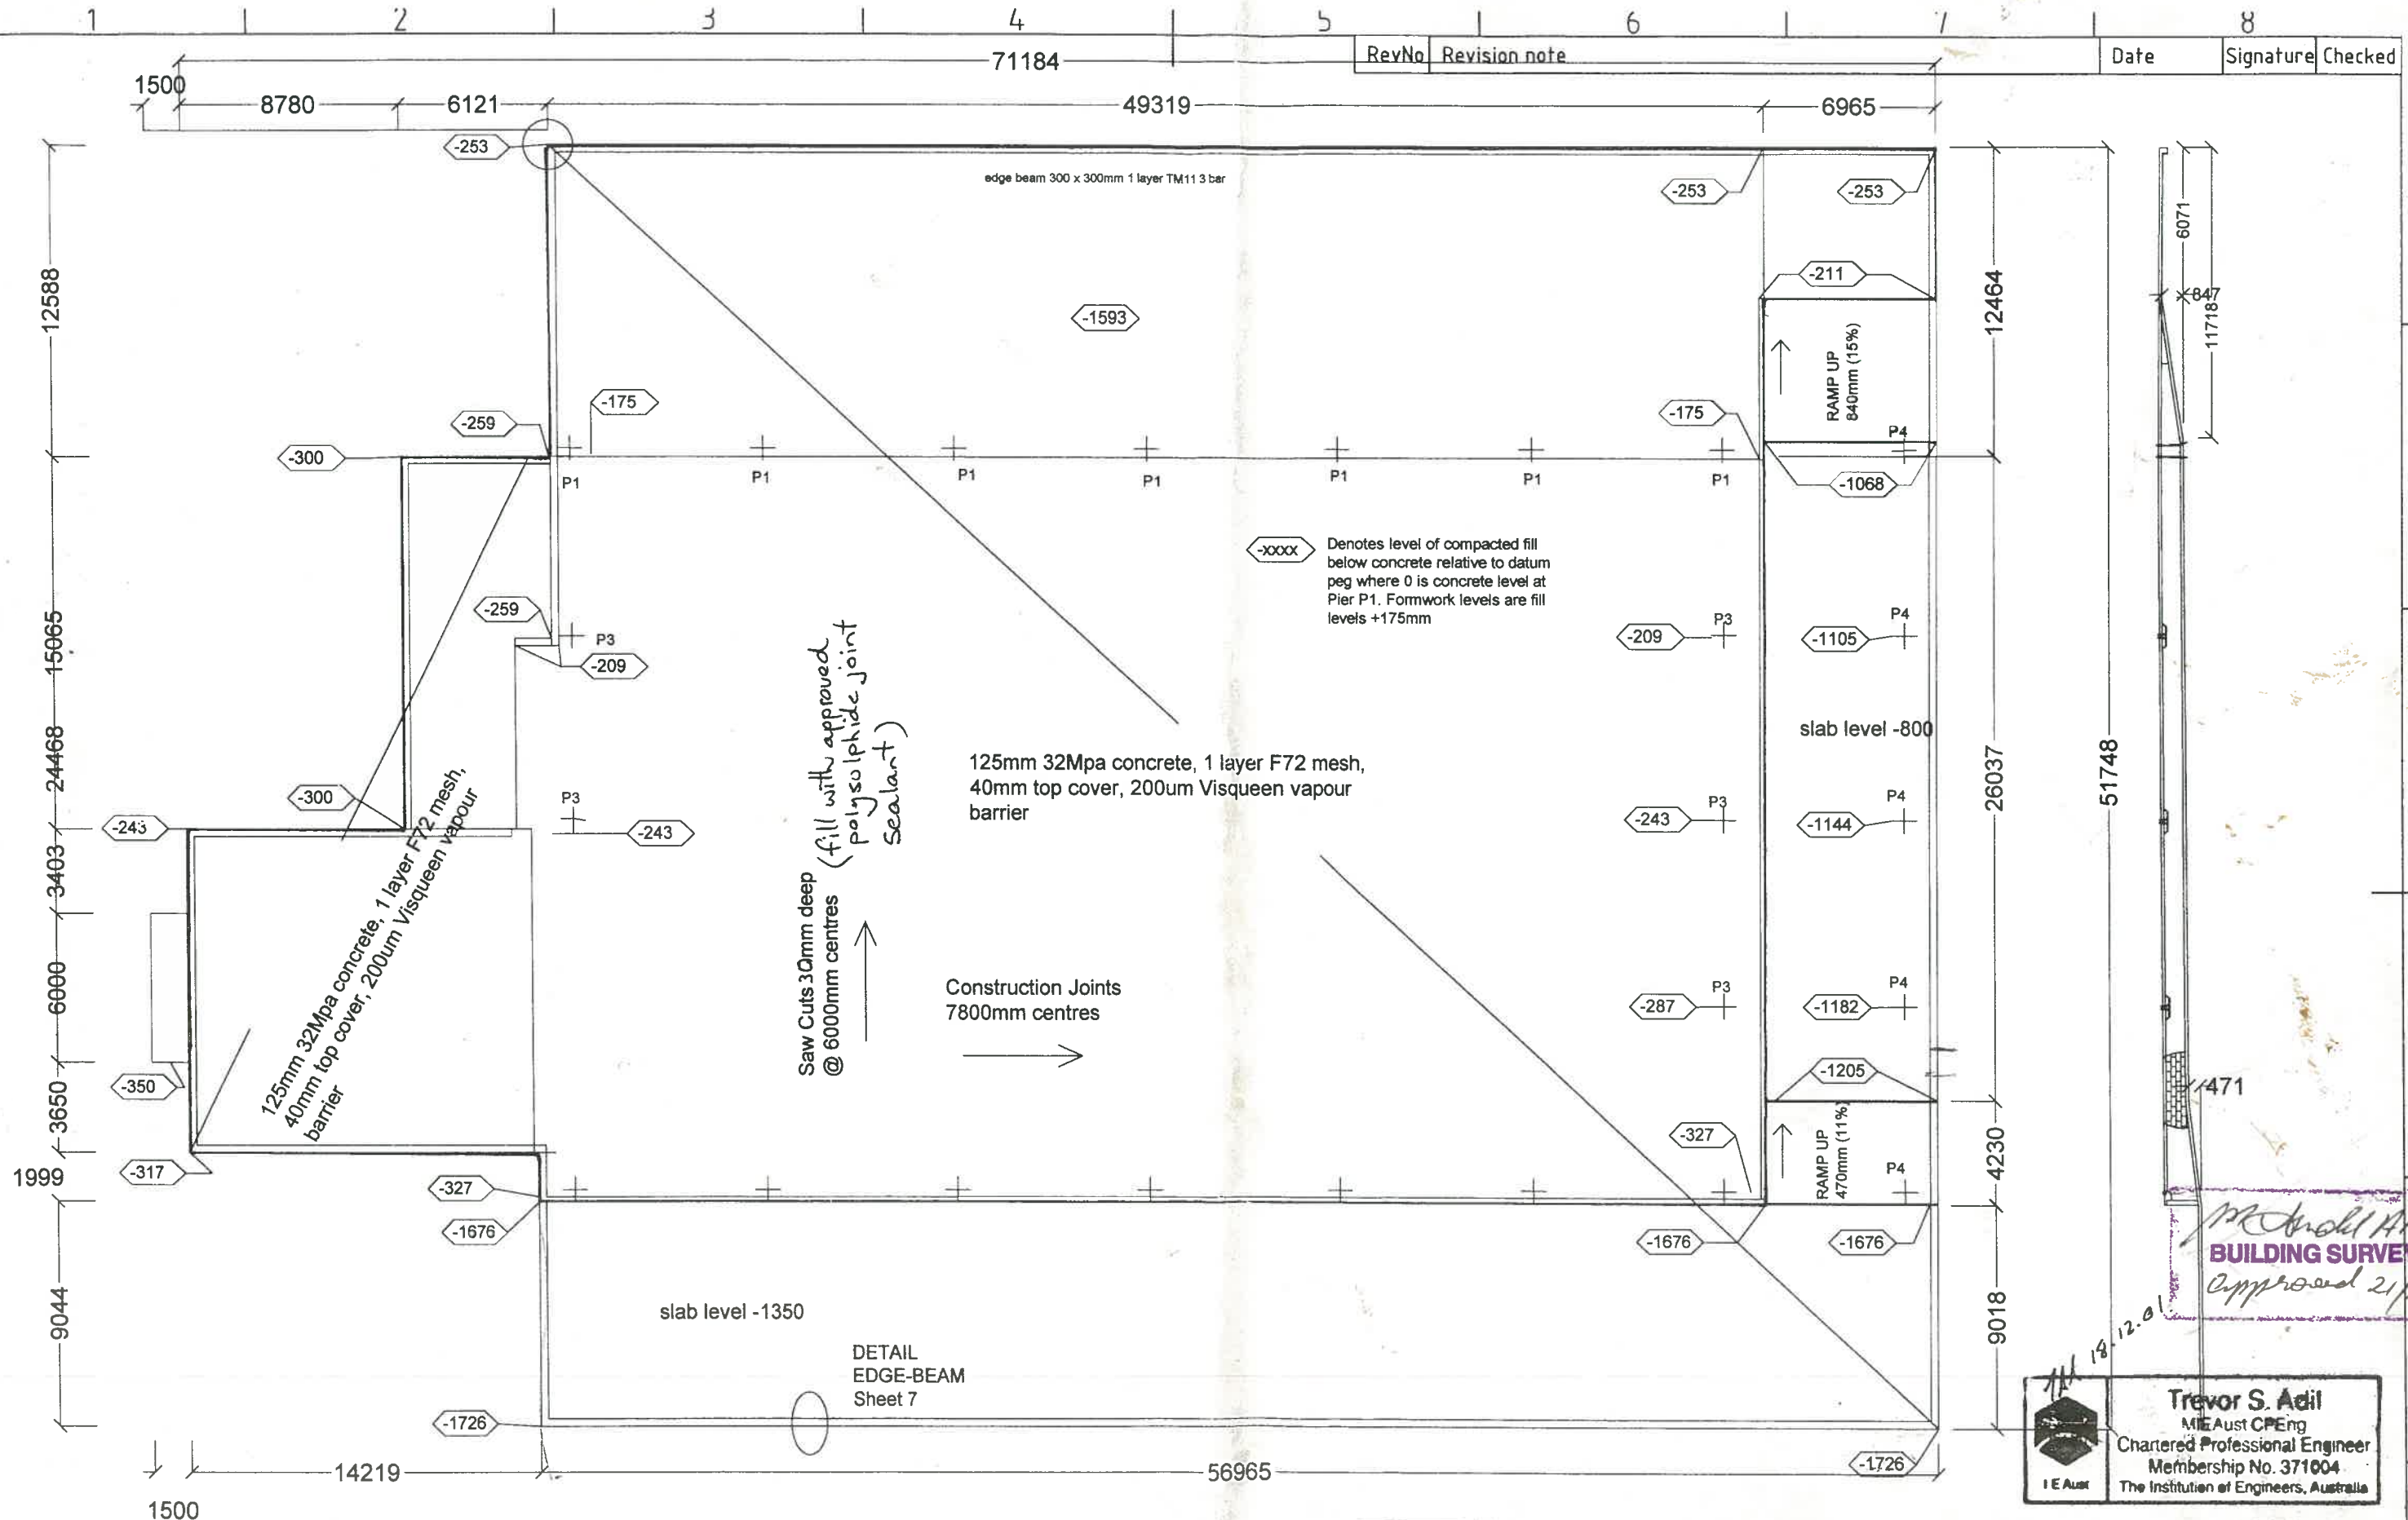 1 2 3 4 5 6 7 8
RevNo Revision note Date Signature Checked
71184
1500
8780 6121 49319 6965
-253
edge beam 300 x 300mm 1 layer TM11 3 bar
-253 -253
6071
12588
-211
12464
847
11718
-1593
RAMP UP
840mm (15%)
-175
-259
-175
-300
P4
P1 P1 P1 P1 P1 P1 P1
-1068
-XXXX
Denotes level of compacted fill
below concrete relative to datum
peg where 0 is concrete level at
Pier P1. Formwork levels are fill
levels +175mm
-259
P3
-209
15065
-209 P3
-1105 P4
24468
(fill with approved
polysulphide joint
sealant)
slab level -800
26037
51748
125mm 32Mpa concrete, 1 layer F72 mesh,
40mm top cover, 200um Visqueen vapour
barrier
-300
-243
P3
-243
-243 P3
-1144 P4
3403
125mm 32Mpa concrete, 1 layer F72 mesh,
40mm top cover, 200um Visqueen vapour
barrier
Saw Cuts 30mm deep
@ 6000mm centres
6000
Construction Joints
7800mm centres
-287 P3
-1182 P4
-350
-1205
471
3650
-327
RAMP UP
470mm (11%)
4230
P4
-317
1999
-327
-1676
-1676 -1676
BUILDING SURVE
approved 21/
9044
slab level -1350
9018
DETAIL
EDGE-BEAM
Sheet 7
18.12.01
-1726
-1726
14219 56965
1500
Trevor S. Adil
MIEAust CPEng
Chartered Professional Engineer
Membership No. 371004
The Institution of Engineers, Australia
I E Aust